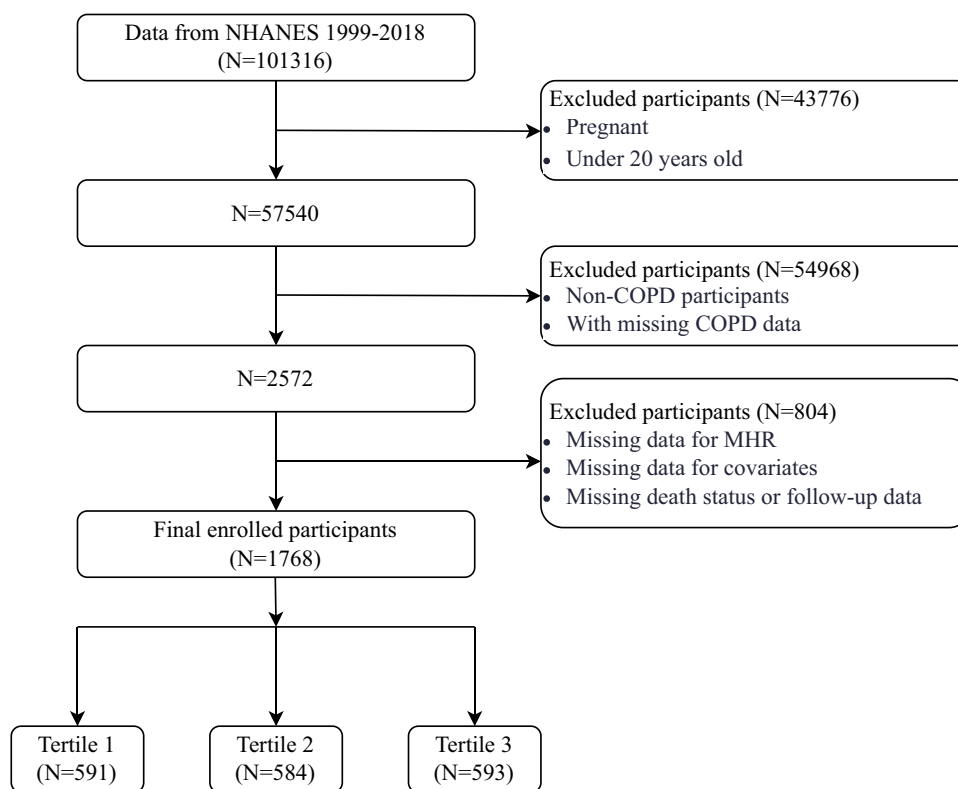 Data from NHANES 1999-2018
(N=101316)
Excluded participants (N=43776)
• Pregnant
• Under 20 years old
N=57540
Excluded participants (N=54968)
• Non-COPD participants
• With missing COPD data
N=2572
Excluded participants (N=804)
• Missing data for MHR
• Missing data for covariates
• Missing death status or follow-up data
Final enrolled participants
(N=1768)
Tertile 1
(N=591)
Tertile 2
(N=584)
Tertile 3
(N=593)